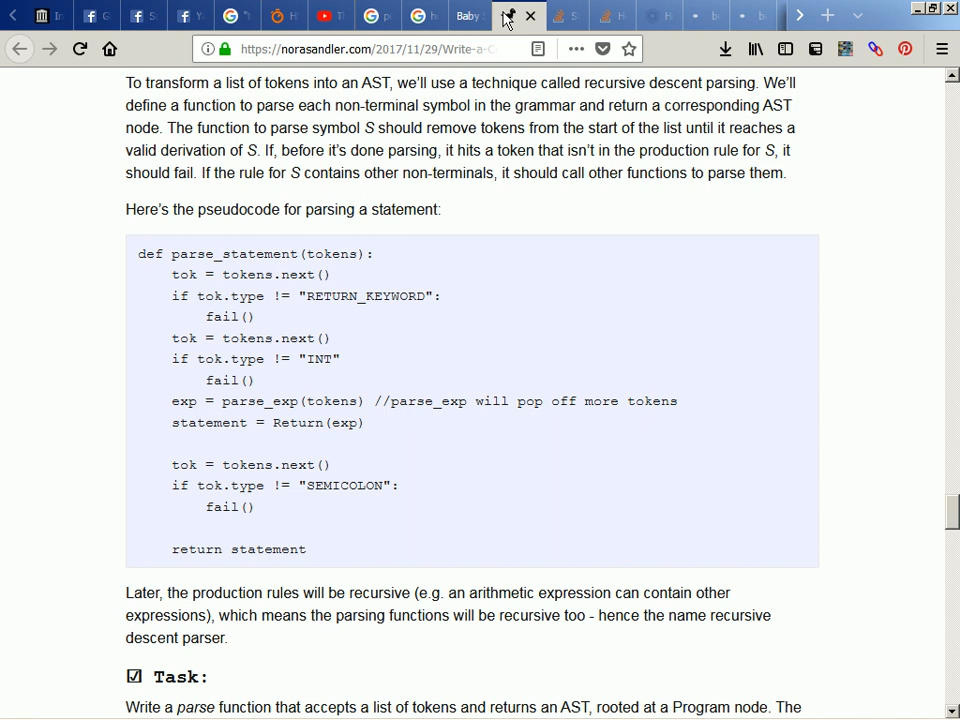 In
G
S
Y
"
H
T
p
h
Baby
S
H
H
b
b
https://norasandler.com/2017/11/29/Write-a-C
To transform a list of tokens into an AST, we'll use a technique called recursive descent parsing. We'll
define a function to parse each non-terminal symbol in the grammar and return a corresponding AST
node. The function to parse symbol S should remove tokens from the start of the list until it reaches a
valid derivation of S. If, before it's done parsing, it hits a token that isn't in the production rule for S, it
should fail. If the rule for S contains other non-terminals, it should call other functions to parse them.
Here's the pseudocode for parsing a statement:
def parse_statement(tokens):
tok = tokens.next()
if tok.type != "RETURN_KEYWORD":
fail()
tok = tokens.next()
if tok.type != "INT"
fail()
exp = parse_exp(tokens) //parse_exp will pop off more tokens
statement = Return(exp)
tok = tokens.next()
if tok.type != "SEMICOLON":
fail()
return statement
Later, the production rules will be recursive (e.g. an arithmetic expression can contain other
expressions), which means the parsing functions will be recursive too - hence the name recursive
descent parser.
☑ Task:
Write a parse function that accepts a list of tokens and returns an AST, rooted at a Program node. The